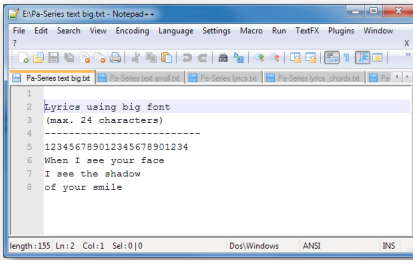 E:\Pa-Series text big.txt - Notepad++
File Edit Search View Encoding Language Settings Macro Run TextFX Plugins Window
? X
Pa-Series text big.txt Pa-Series text small.txt Pa-Series lyrics.txt Pa-Series lyrics_chords.txt Pa
1
2 Lyrics using big font
3 (max. 24 characters)
4 ------------------------
5 123456789012345678901234
6 When I see your face
7 I see the shadow
8 of your smile
length:155 Ln:2 Col:1 Sel:0|0 Dos\Windows ANSI INS